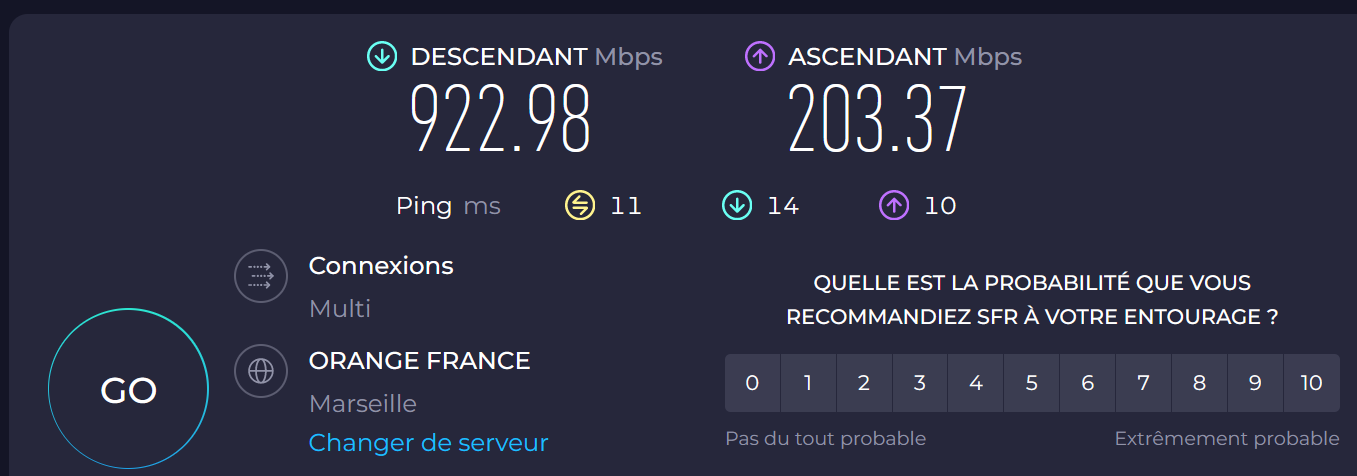 DESCENDANT Mbps
922.98
ASCENDANT Mbps
203.37
Ping ms 11 14 10
Connexions
Multi
GO
ORANGE FRANCE
Marseille
Changer de serveur
QUELLE EST LA PROBABILITÉ QUE VOUS
RECOMMANDIEZ SFR À VOTRE ENTOURAGE ?
0 1 2 3 4 5 6 7 8 9 10
Pas du tout probable
Extrêmement probable